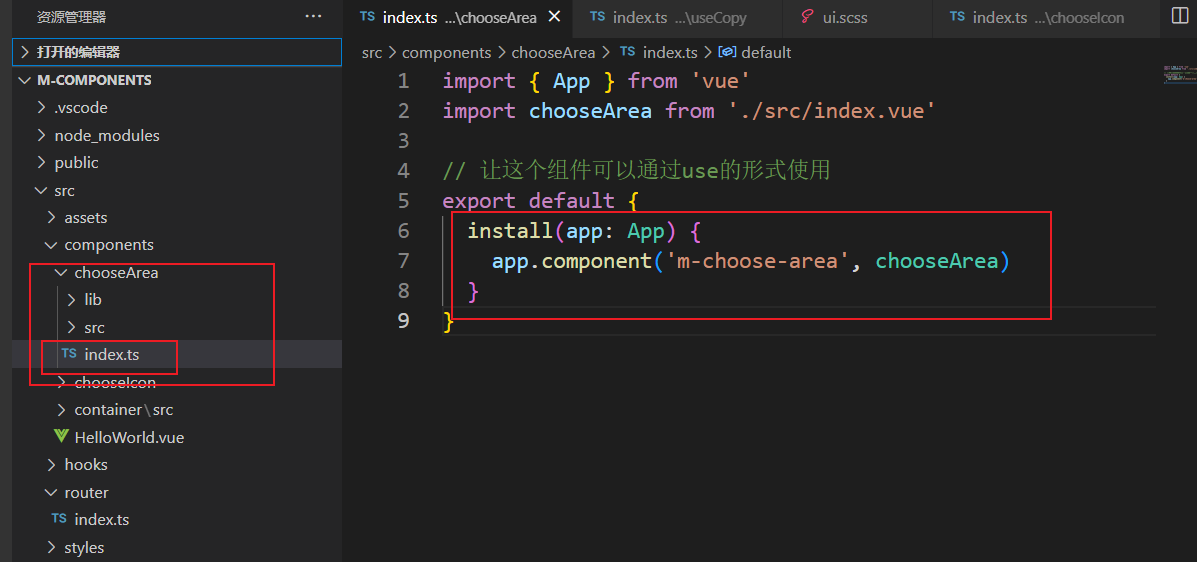 资源管理器 ···
打开的编辑器
M-COMPONENTS
.vscode
node_modules
public
src
assets
components
chooseArea
lib
src
TS index.ts
chooseIcon
container\src
HelloWorld.vue
hooks
router
TS index.ts
styles
TS index.ts ...\chooseArea × TS index.ts ...\useCopy ui.scss TS index.ts ...\chooseIcon
src > components > chooseArea > TS index.ts > default
1 import { App } from 'vue'
2 import chooseArea from './src/index.vue'
3
4 // 让这个组件可以通过use的形式使用
5 export default {
6 install(app: App) {
7 app.component('m-choose-area', chooseArea)
8 }
9 }